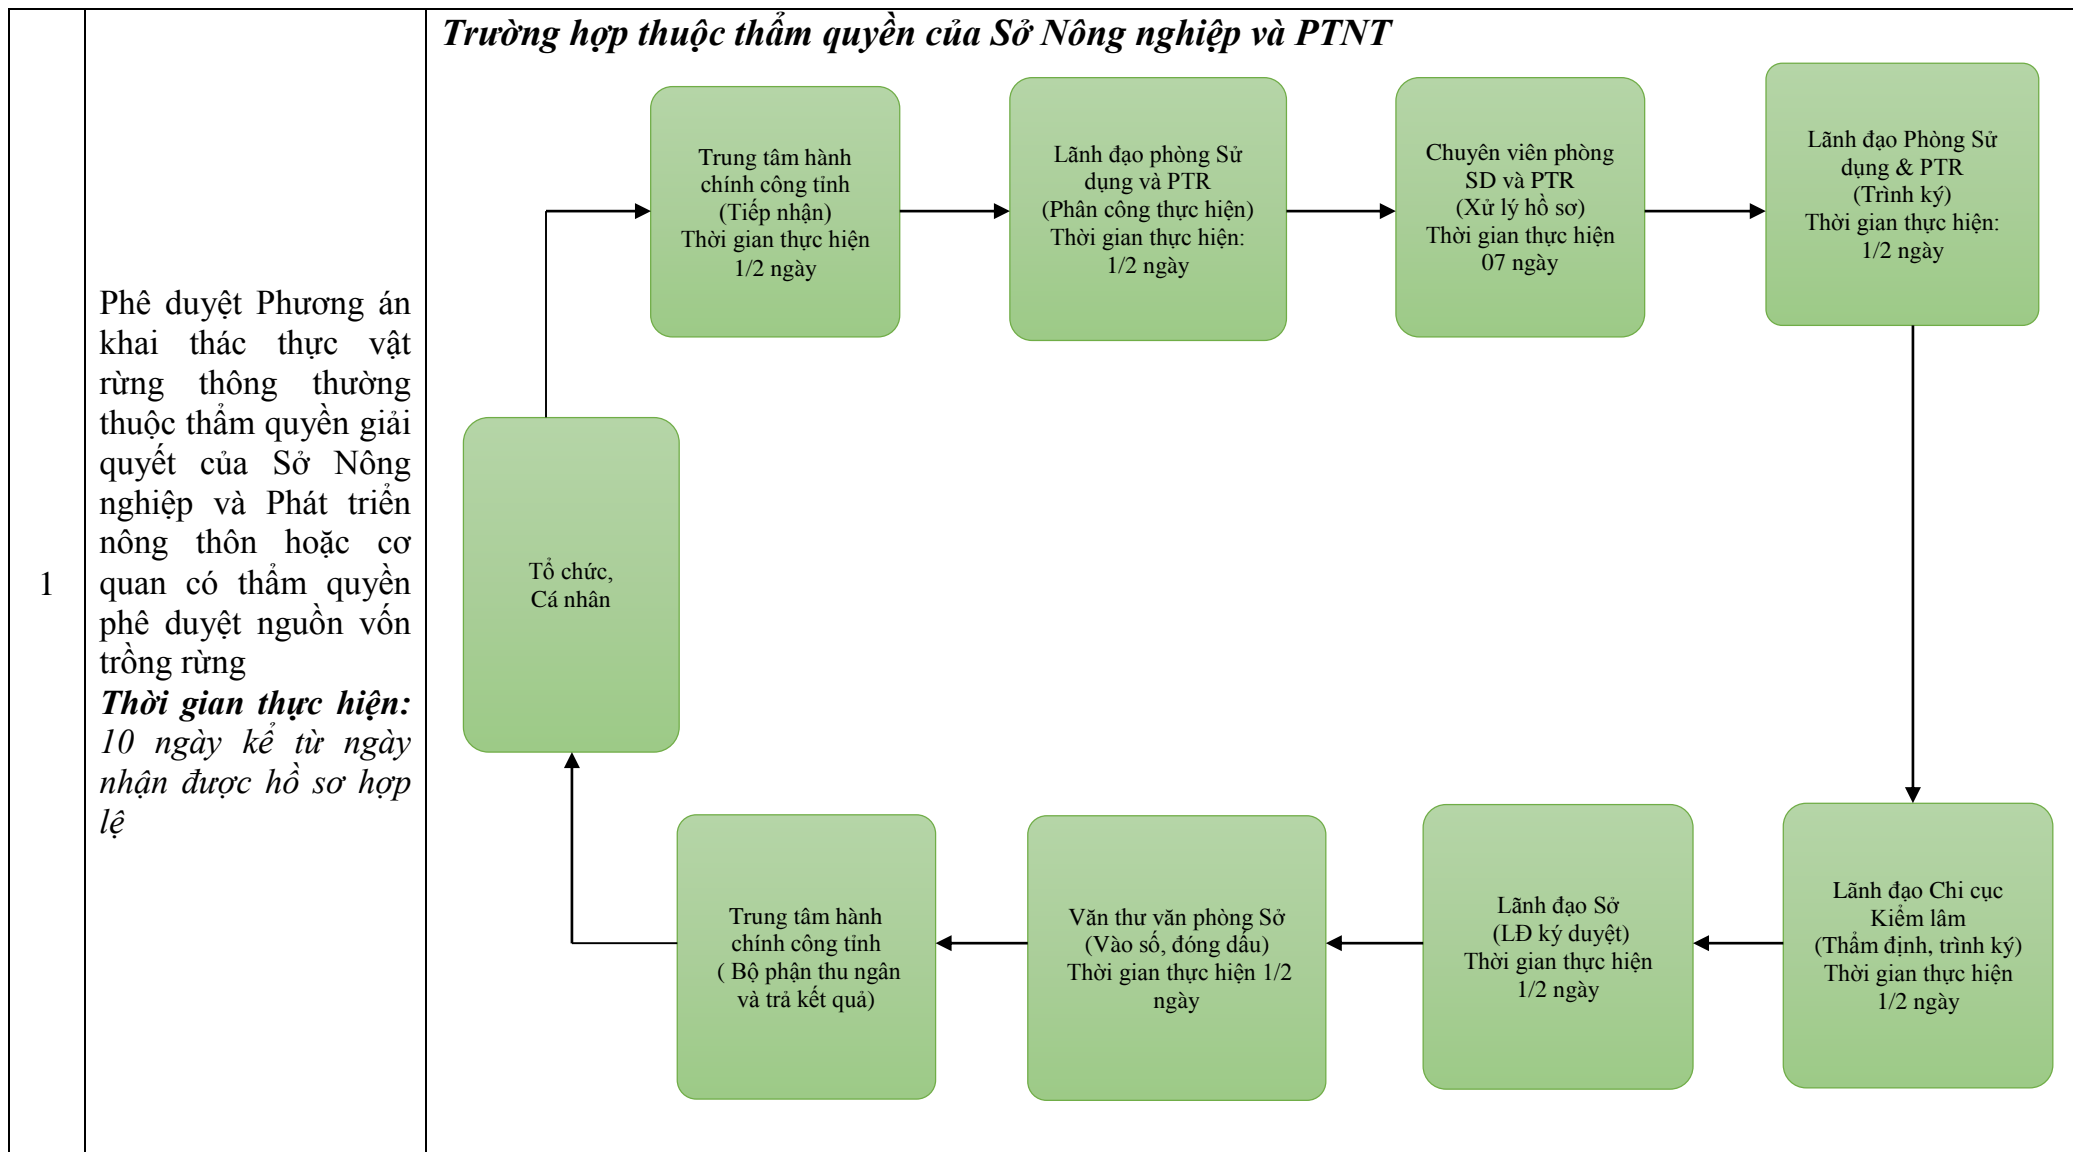 1
Phê duyệt Phương án
khai thác thực vật
rừng thông thường
thuộc thẩm quyền giải
quyết của Sở Nông
nghiệp và Phát triển
nông thôn hoặc cơ
quan có thẩm quyền
phê duyệt nguồn vốn
trồng rừng
Thời gian thực hiện:
10 ngày kể từ ngày
nhận được hồ sơ hợp
lệ
Trường hợp thuộc thẩm quyền của Sở Nông nghiệp và PTNT
Tổ chức,
Cá nhân
Trung tâm hành
chính công tỉnh
(Tiếp nhận)
Thời gian thực hiện
1/2 ngày
Lãnh đạo phòng Sử
dụng và PTR
(Phân công thực hiện)
Thời gian thực hiện:
1/2 ngày
Chuyên viên phòng
SD và PTR
(Xử lý hồ sơ)
Thời gian thực hiện
07 ngày
Lãnh đạo Phòng Sử
dụng & PTR
(Trình ký)
Thời gian thực hiện:
1/2 ngày
Lãnh đạo Chi cục
Kiểm lâm
(Thẩm định, trình ký)
Thời gian thực hiện
1/2 ngày
Lãnh đạo Sở
(LĐ ký duyệt)
Thời gian thực hiện
1/2 ngày
Văn thư văn phòng Sở
(Vào số, đóng dấu)
Thời gian thực hiện 1/2
ngày
Trung tâm hành
chính công tỉnh
( Bộ phận thu ngân
và trả kết quả)